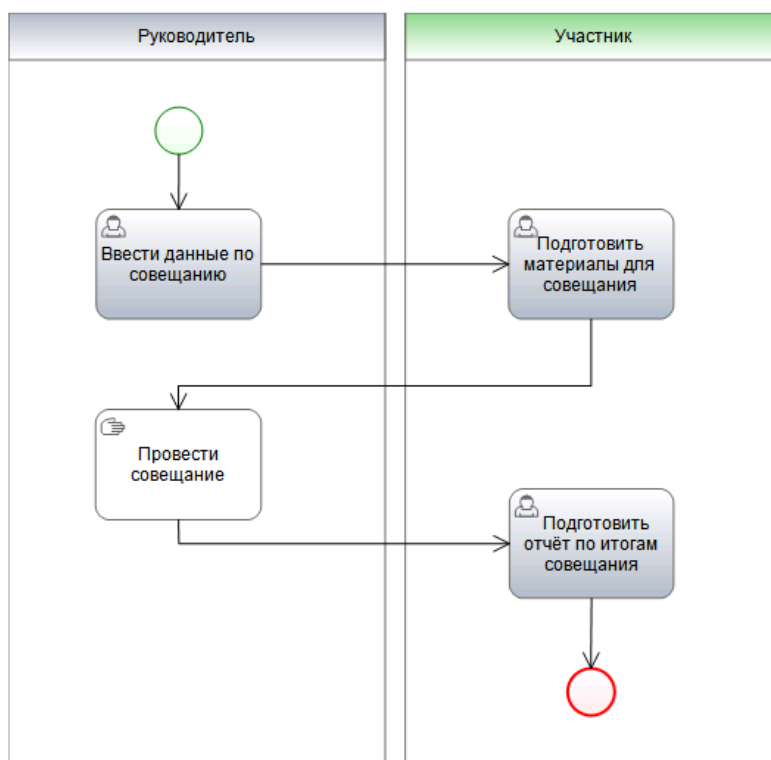 Руководитель
Участник
Ввести данные по
совещанию
Подготовить
материалы для
совещания
Провести
совещание
Подготовить
отчёт по итогам
совещания